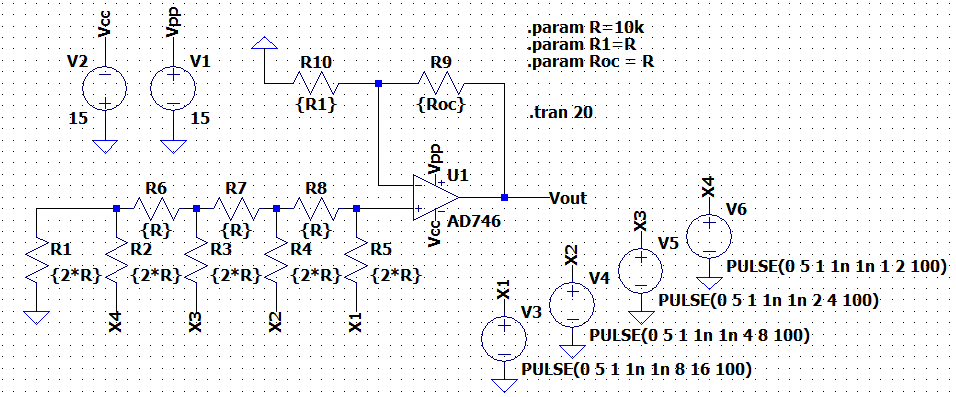 Vcc
Vpp
V2
V1
15
15
R10
{R1}
R9
{Roc}
.param R=10k
.param R1=R
.param Roc = R
.tran 20
Vpp
U1
AD746
Vcc
Vout
R6
{R}
R7
{R}
R8
{R}
R1
{2*R}
R2
{2*R}
R3
{2*R}
R4
{2*R}
R5
{2*R}
X4
X3
X2
X1
X4
V6
PULSE(0 5 1 1n 1n 1 2 100)
X3
V5
PULSE(0 5 1 1n 1n 2 4 100)
X2
V4
PULSE(0 5 1 1n 1n 4 8 100)
X1
V3
PULSE(0 5 1 1n 1n 8 16 100)